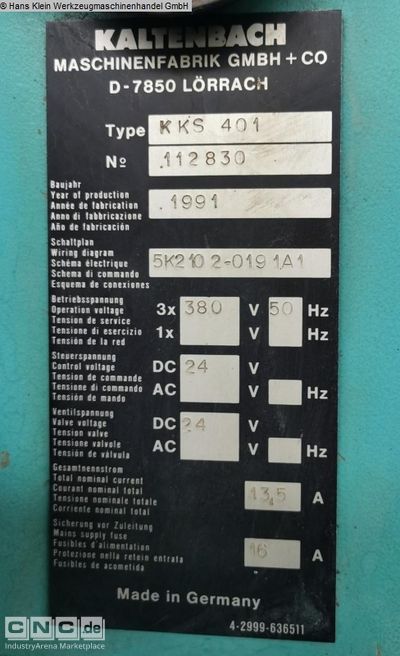 © Hans Klein Werkzeugmaschinenhandel GmbH
KALTENBACH
MASCHINENFABRIK GMBH + CO
D-7850 LÖRRACH
Type KKS 401
No 112830
Baujahr
Year of production
Année de fabrication
Anno di fabbricazione
Año de fabricación
1991
Schaltplan
Wiring diagram
Schéma électrique
Schema di commando
Esquema de conexiones
5K2102-0191A1
Betriebsspannung
Operation voltage
Tension de service
Tensione di esercizio
Tensión de la red
3x 380 V 50 Hz
1x V Hz
Steuerspannung
Control voltage
Tension de commande
Tensione di comando
Tensión de mando
DC 24 V
AC V Hz
Ventilspannung
Valve voltage
Tension valve
Tensione valvole
Tensión de válvula
DC 24 V
AC V Hz
Gesamtnennstrom
Total nominal current
Courant nominal total
Tensione nominale totale
Corriente nominal total
13,5 A
Sicherung vor Zuleitung
Mains supply fuse
Fusibles d'alimentation
Protezione nella retein entrata
Fusibles de acometida
16 A
Made in Germany
4-2999-636511
CNC.de
IndustryArena Marketplace